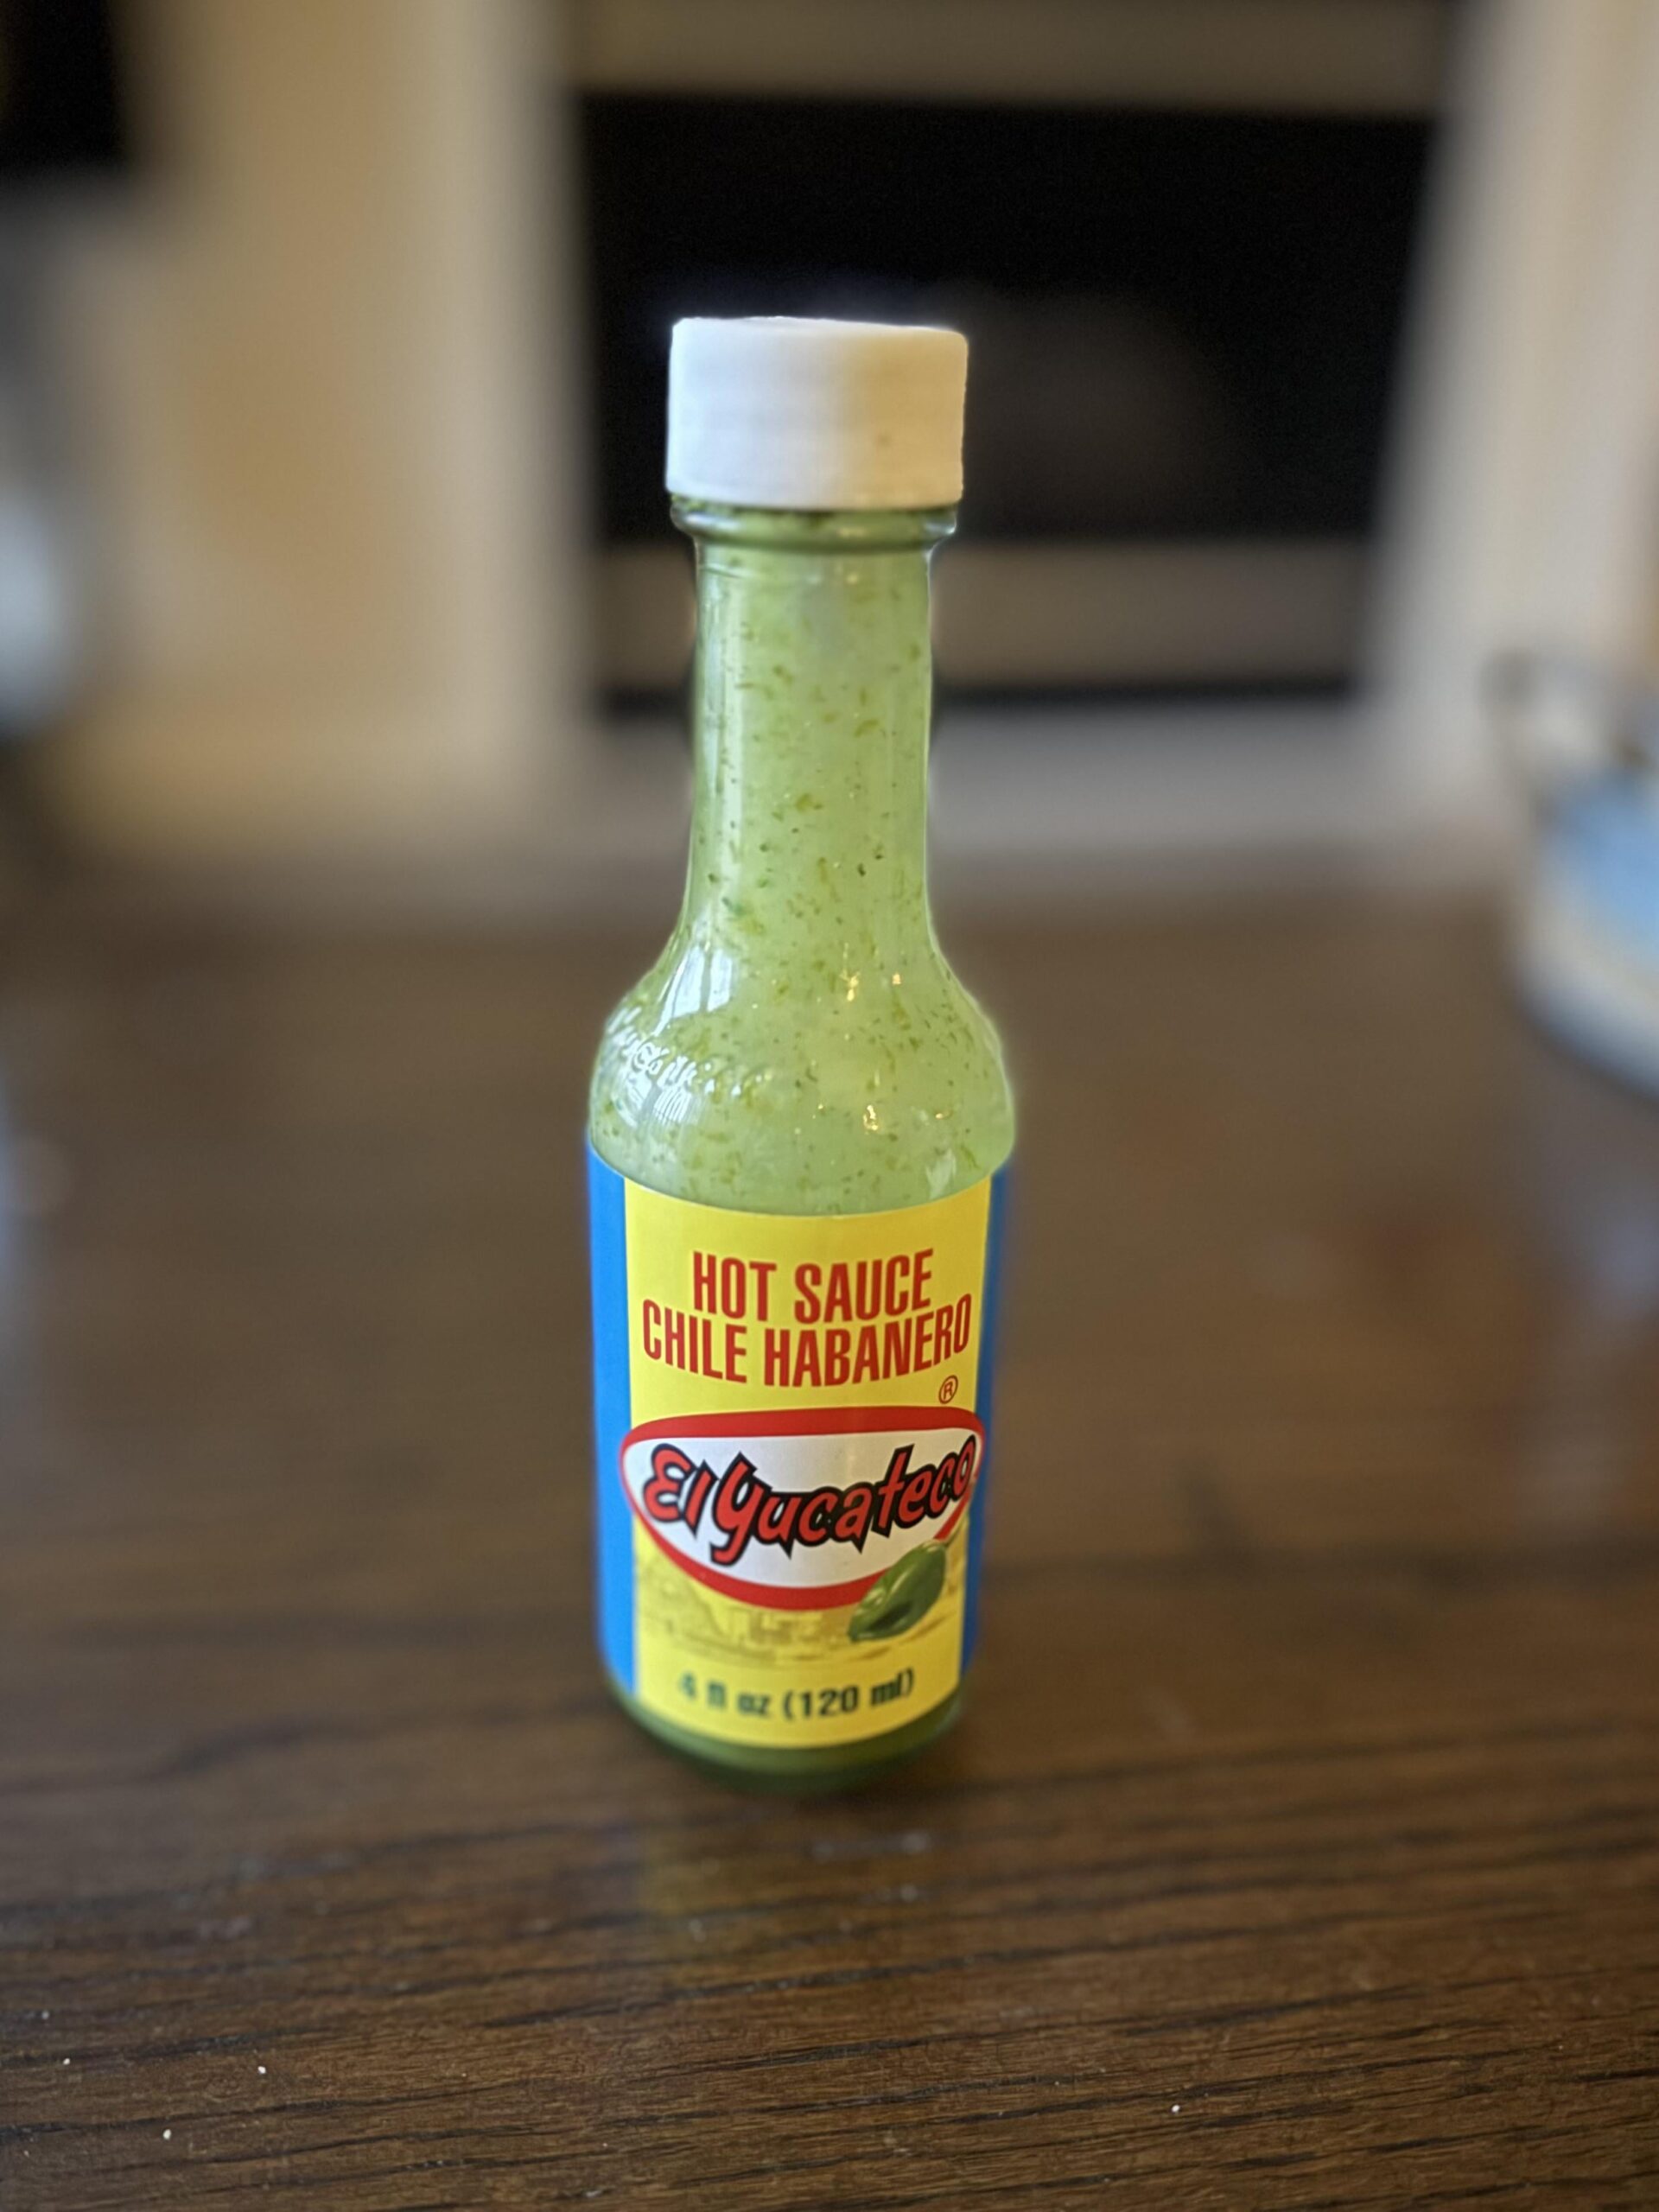 HOT SAUCE
CHILE HABANERO
®
El Yucateco
4 fl oz (120 ml)